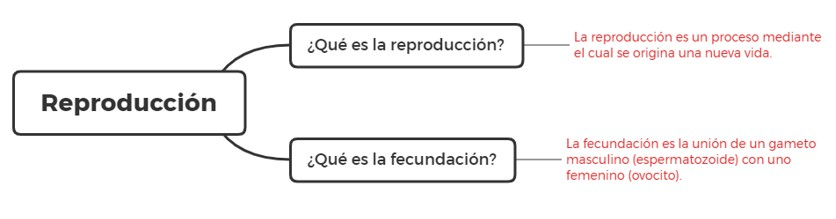 Reproducción
¿Qué es la reproducción?
La reproducción es un proceso mediante
el cual se origina una nueva vida.
¿Qué es la fecundación?
La fecundación es la unión de un gameto
masculino (espermatozoide) con uno
femenino (ovocito).